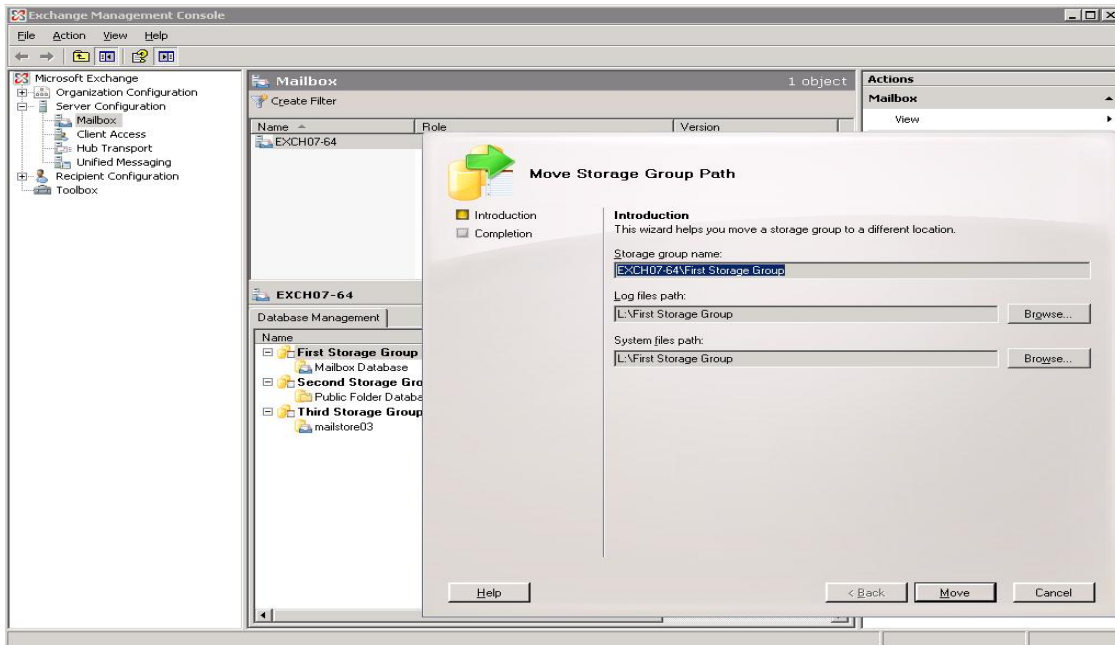 Exchange Management Console
File Action View Help
Microsoft Exchange
Organization Configuration
Server Configuration
Mailbox
Client Access
Hub Transport
Unified Messaging
Recipient Configuration
Toolbox
Mailbox 1 object
Create Filter
Name Role Version
EXCH07-64
EXCH07-64
Database Management
Name
First Storage Group
Mailbox Database
Second Storage Gro
Public Folder Databa
Third Storage Group
mailstore03
Actions
Mailbox
View
Move Storage Group Path
Introduction
Completion
Introduction
This wizard helps you move a storage group to a different location.
Storage group name:
EXCH07-64\First Storage Group
Log files path:
L:\First Storage Group
Browse...
System files path:
L:\First Storage Group
Browse...
Help
< Back
Move
Cancel